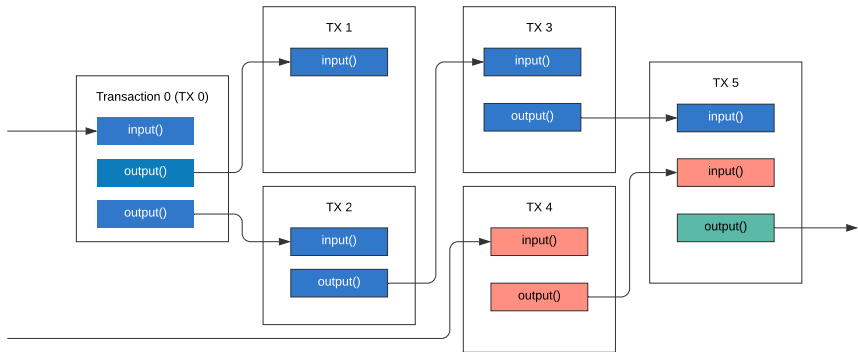 Transaction 0 (TX 0)
input()
output()
output()
TX 1
input()
TX 2
input()
output()
TX 3
input()
output()
TX 4
input()
output()
TX 5
input()
input()
output()